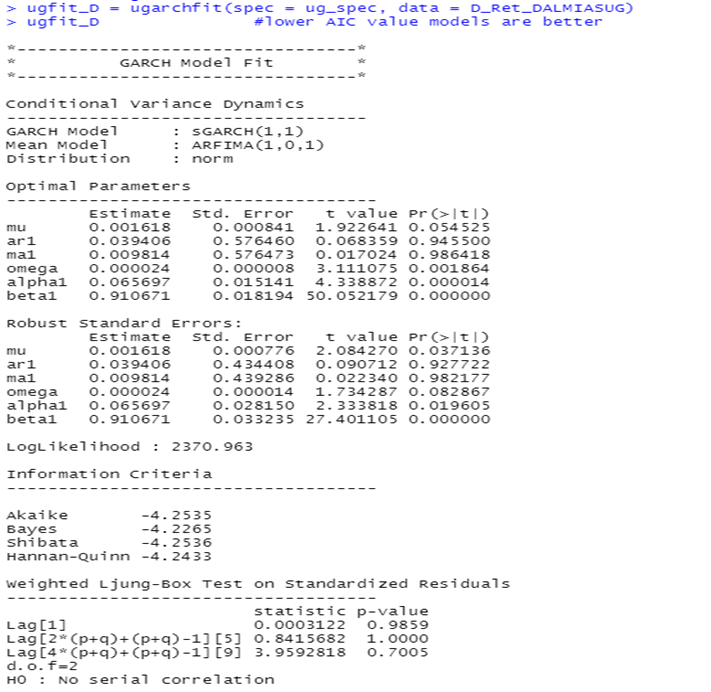 > ugfit_D = ugarchfit(spec = ug_spec, data = D_Ret_DALMIASUG)
> ugfit_D #lower AIC value models are better
*---------------------------------*
* GARCH Model Fit *
*---------------------------------*
Conditional Variance Dynamics
-----------------------------------
GARCH Model : sGARCH(1,1)
Mean Model : ARFIMA(1,0,1)
Distribution : norm
Optimal Parameters
------------------------------------
Estimate Std. Error t value Pr(>|t|)
mu 0.001618 0.000841 1.922641 0.054525
ar1 0.039406 0.576460 0.068359 0.945500
ma1 0.009814 0.576473 0.017024 0.986418
omega 0.000024 0.000008 3.111075 0.001864
alpha1 0.065697 0.015141 4.338872 0.000014
beta1 0.910671 0.018194 50.052179 0.000000
Robust Standard Errors:
Estimate Std. Error t value Pr(>|t|)
mu 0.001618 0.000776 2.084270 0.037136
ar1 0.039406 0.434408 0.090712 0.927722
ma1 0.009814 0.439286 0.022340 0.982177
omega 0.000024 0.000014 1.734287 0.082867
alpha1 0.065697 0.028150 2.333818 0.019605
beta1 0.910671 0.033235 27.401105 0.000000
LogLikelihood : 2370.963
Information Criteria
------------------------------------
Akaike -4.2535
Bayes -4.2265
Shibata -4.2536
Hannan-Quinn -4.2433
Weighted Ljung-Box Test on Standardized Residuals
------------------------------------
statistic p-value
Lag[1] 0.0003122 0.9859
Lag[2*(p+q)+(p+q)-1][5] 0.8415682 1.0000
Lag[4*(p+q)+(p+q)-1][9] 3.9592818 0.7005
d.o.f=2
H0 : No serial correlation